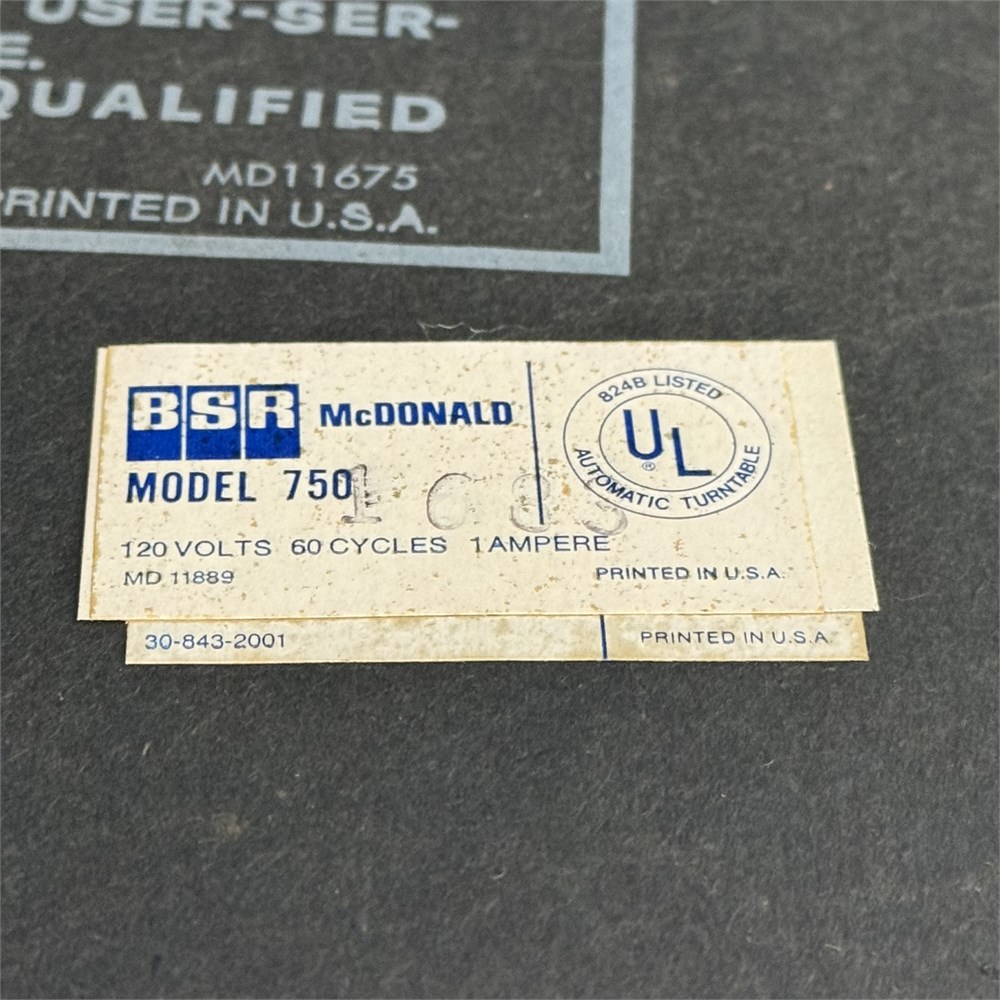 USER-SER-
E.
QUALIFIED
MD11675
PRINTED IN U.S.A.
BSR McDONALD
MODEL 750
824B LISTED
UL
®
AUTOMATIC TURNTABLE
120 VOLTS 60 CYCLES 1 AMPERE
MD 11889
PRINTED IN U.S.A.
30-843-2001
PRINTED IN U.S.A.